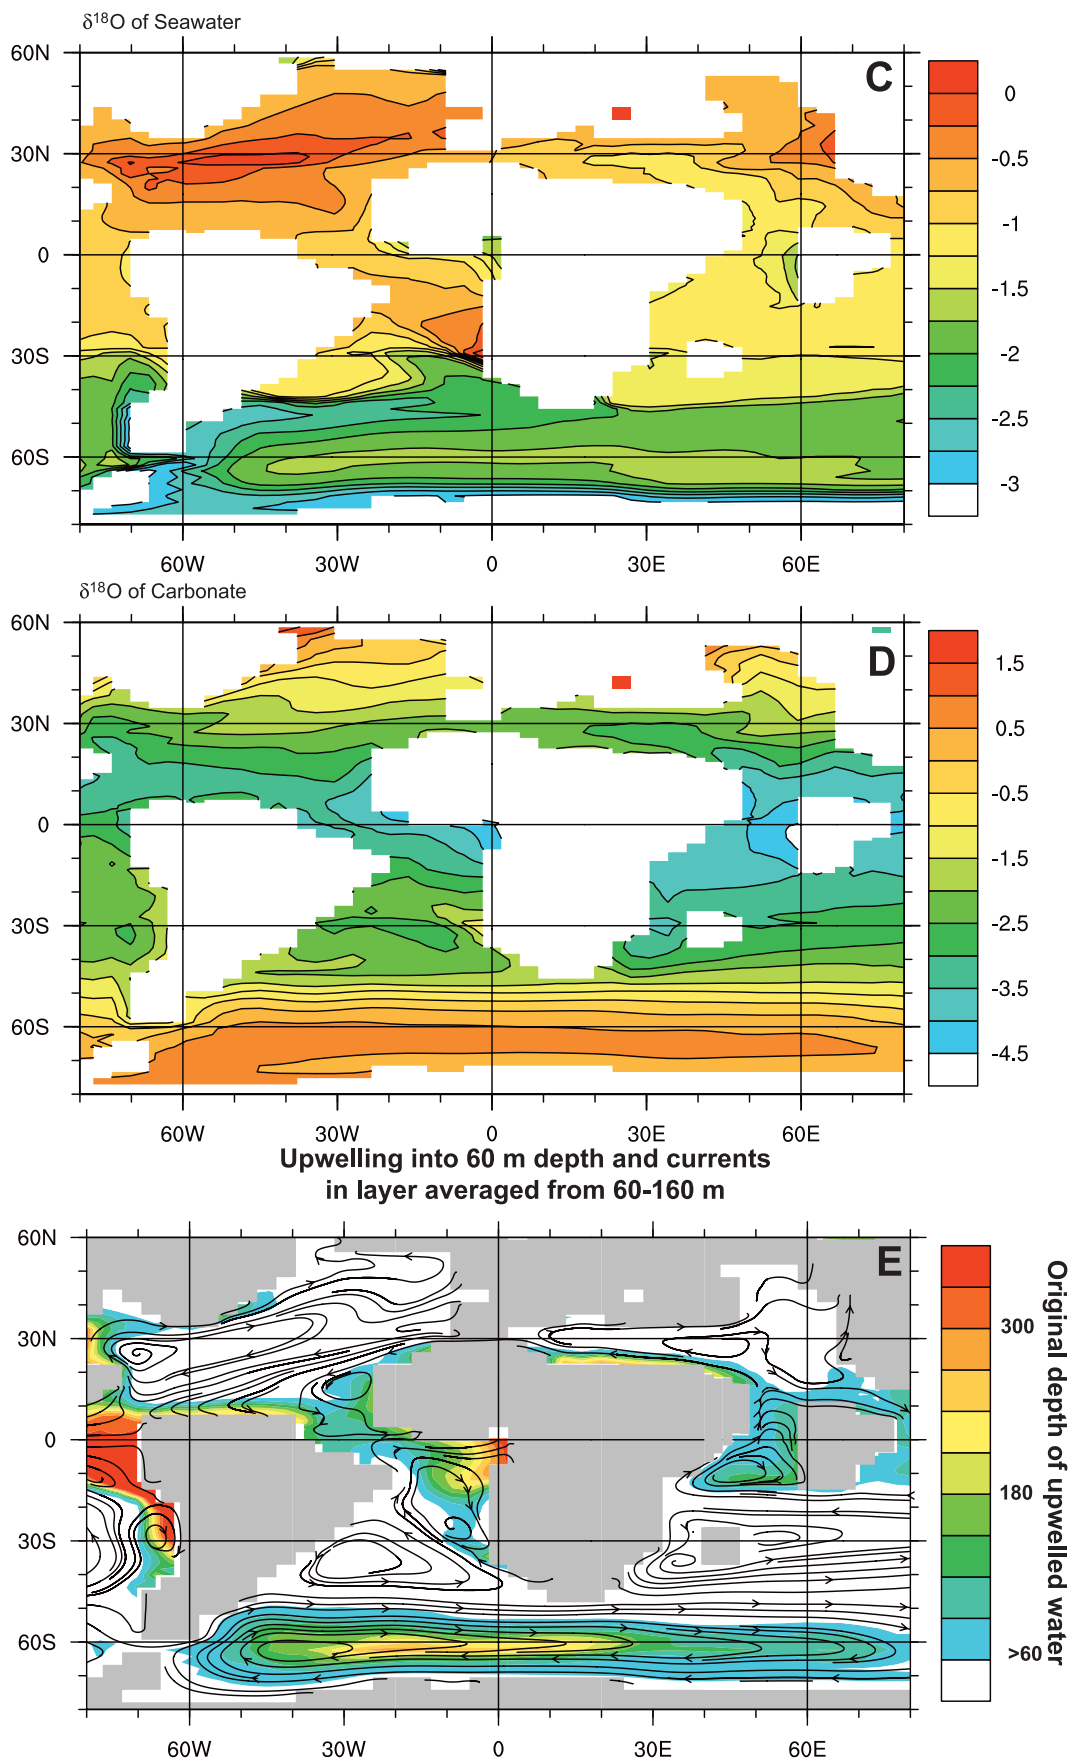 δ18O of Seawater
60N
C
30N
0
30S
60S
0
-0.5
-1
-1.5
-2
-2.5
-3
60W 30W 0 30E 60E
δ18O of Carbonate
60N
D
30N
0
30S
60S
1.5
0.5
-0.5
-1.5
-2.5
-3.5
-4.5
60W 30W 0 30E 60E
Upwelling into 60 m depth and currents
in layer averaged from 60-160 m
60N
E
30N
0
30S
60S
300
180
>60
Original depth of upwelled water
60W 30W 0 30E 60E